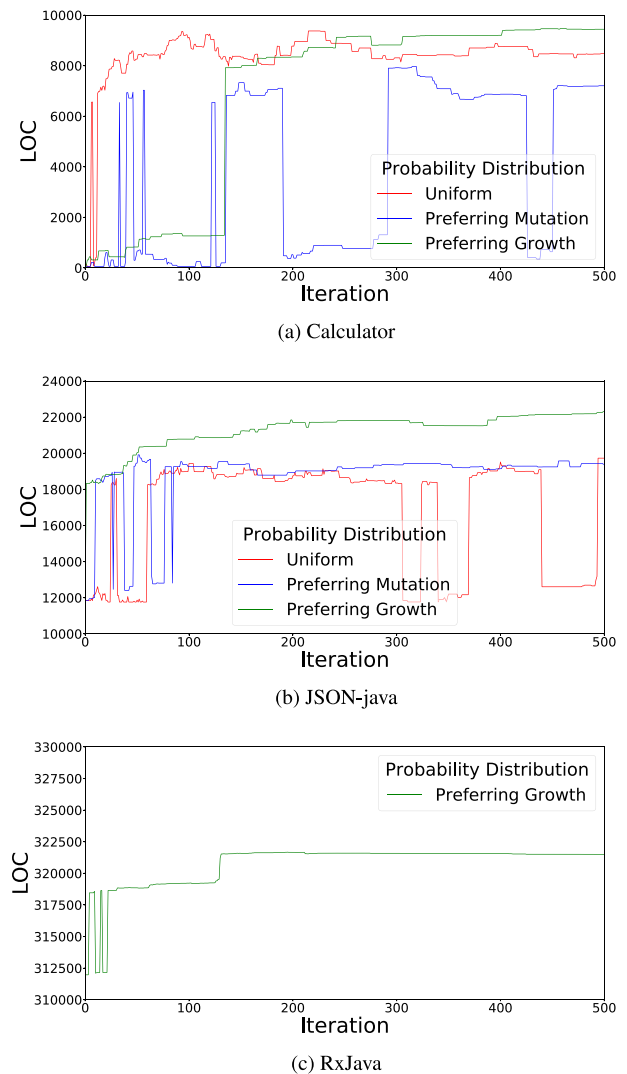 10000
8000
6000
4000
2000
0
LOC
Probability Distribution
Uniform
Preferring Mutation
Preferring Growth
0 100 200 300 400 500
Iteration
(a) Calculator
24000
22000
20000
18000
16000
14000
12000
10000
LOC
Probability Distribution
Uniform
Preferring Mutation
Preferring Growth
0 100 200 300 400 500
Iteration
(b) JSON-java
330000
327500
325000
322500
320000
317500
315000
312500
310000
LOC
Probability Distribution
Preferring Growth
0 100 200 300 400 500
Iteration
(c) RxJava